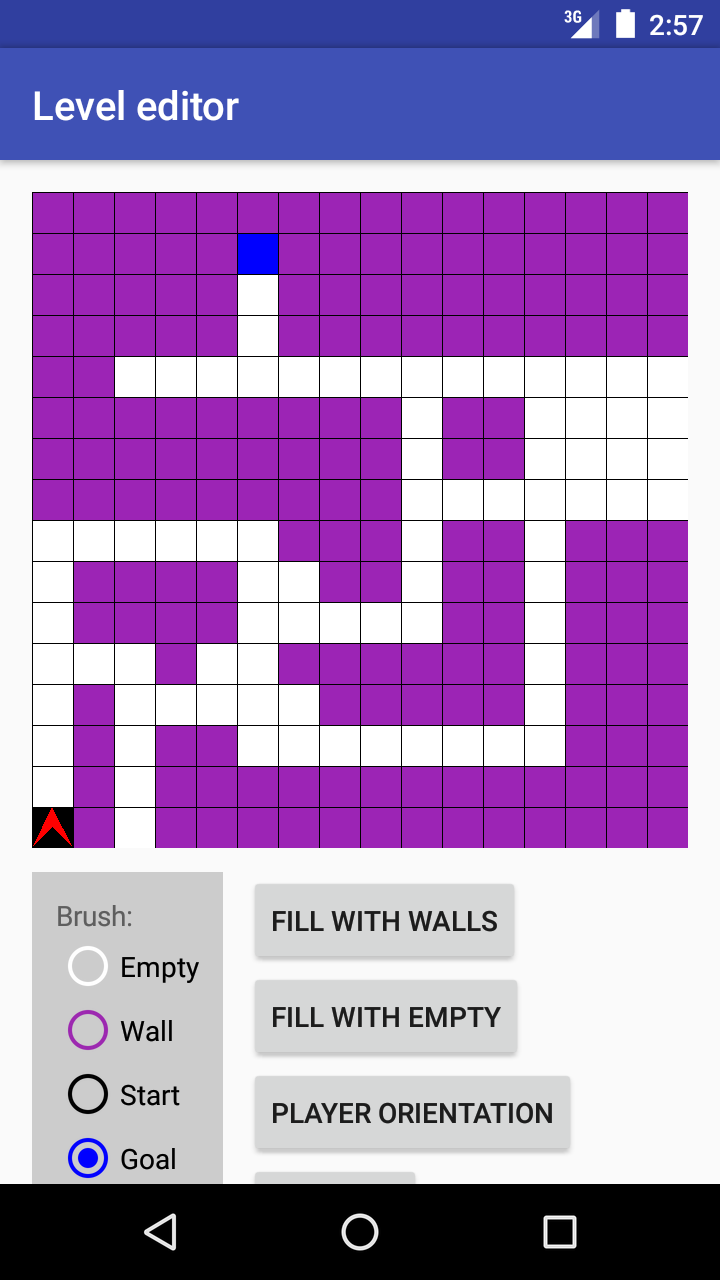 3G 2:57
Level editor
Brush:
Empty
Wall
Start
Goal
FILL WITH WALLS
FILL WITH EMPTY
PLAYER ORIENTATION